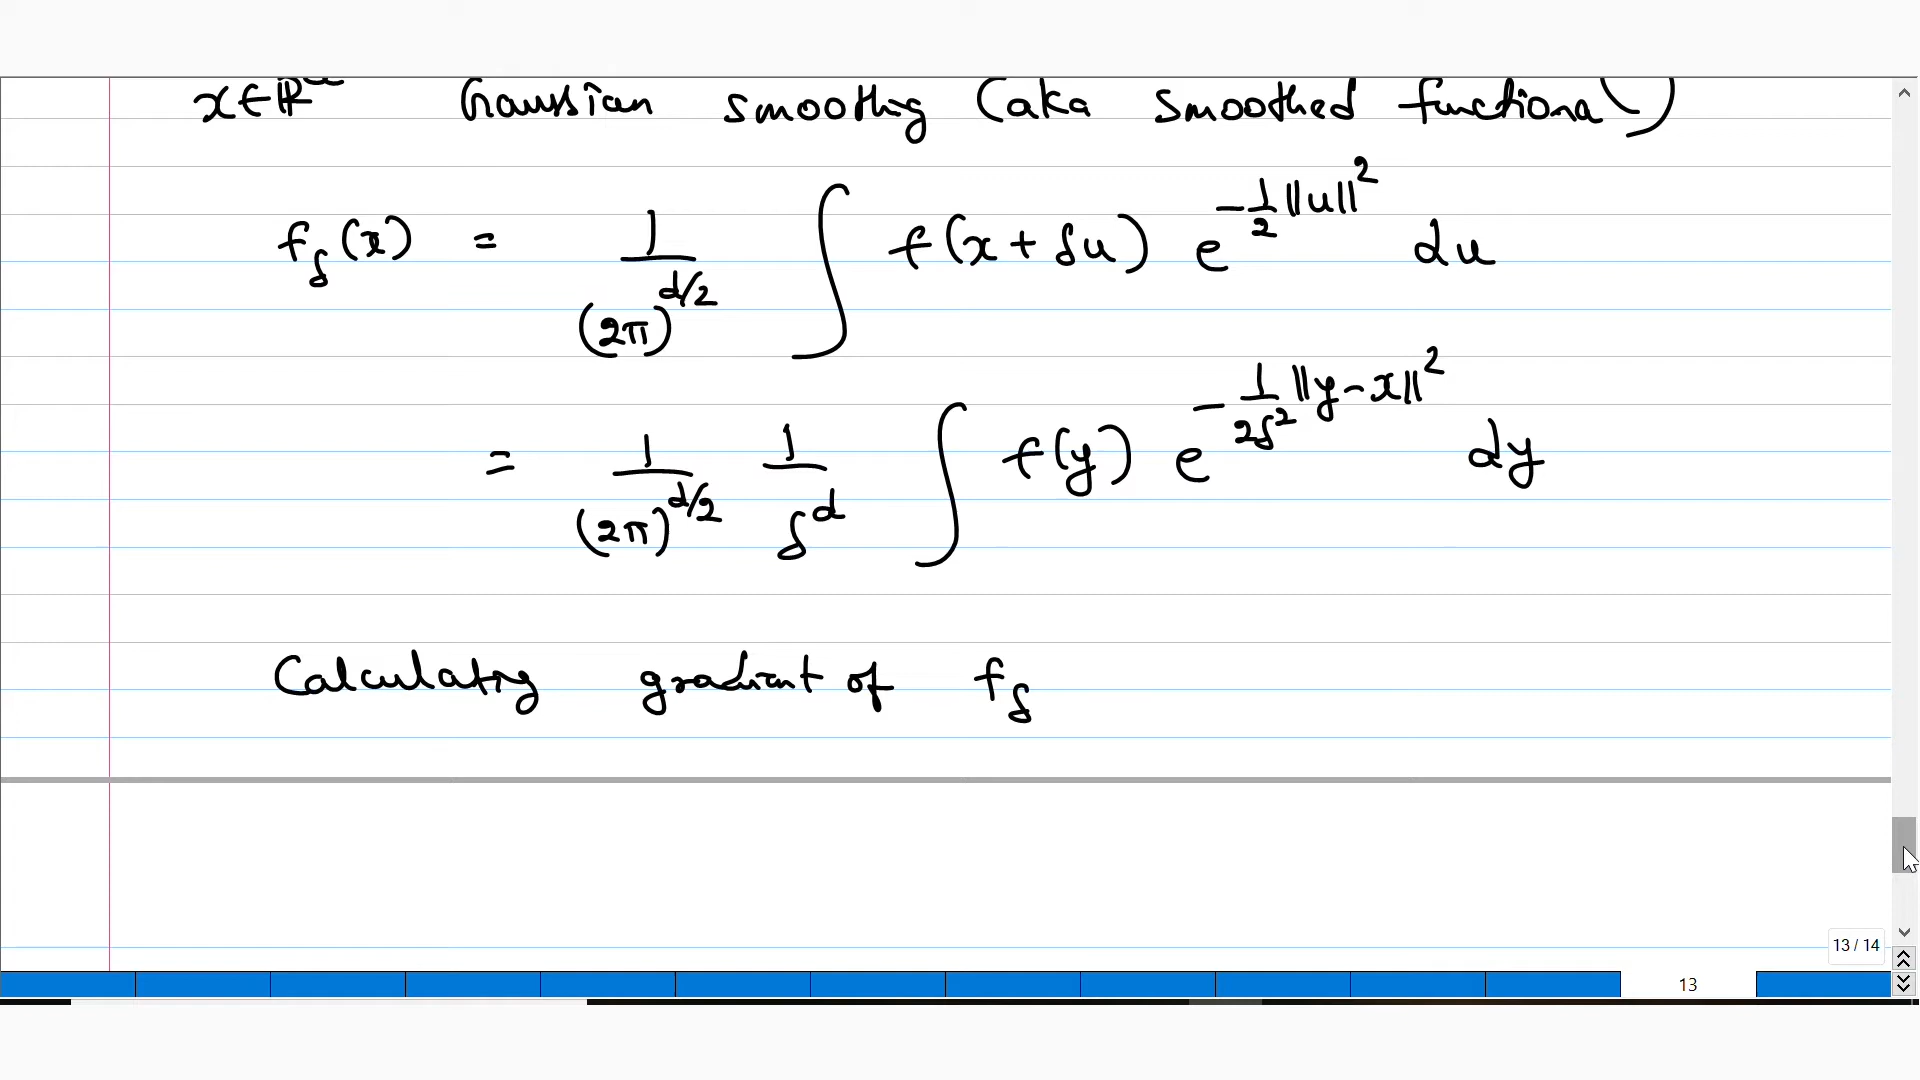 x∈ℝᵈ Gaussian smoothing (aka smoothed functional)
f_δ(x) = 1/(2π)^{d/2} ∫ f(x+δu) e^{-1/2 ||u||²} du
= 1/(2π)^{d/2} 1/δ^d ∫ f(y) e^{-1/(2δ²) ||y-x||²} dy
Calculating gradient of f_δ
13 / 14
13